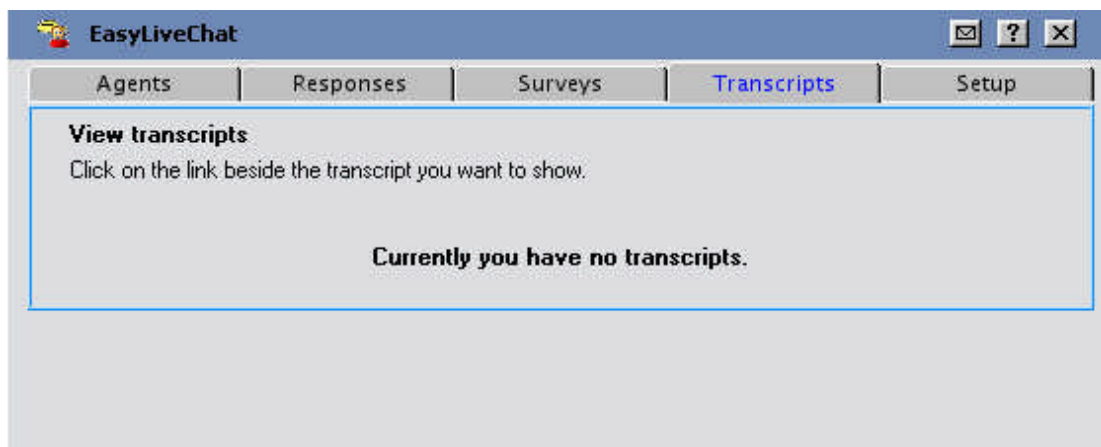 EasyLiveChat ?
Agents Responses Surveys Transcripts Setup
View transcripts
Click on the link beside the transcript you want to show.
Currently you have no transcripts.